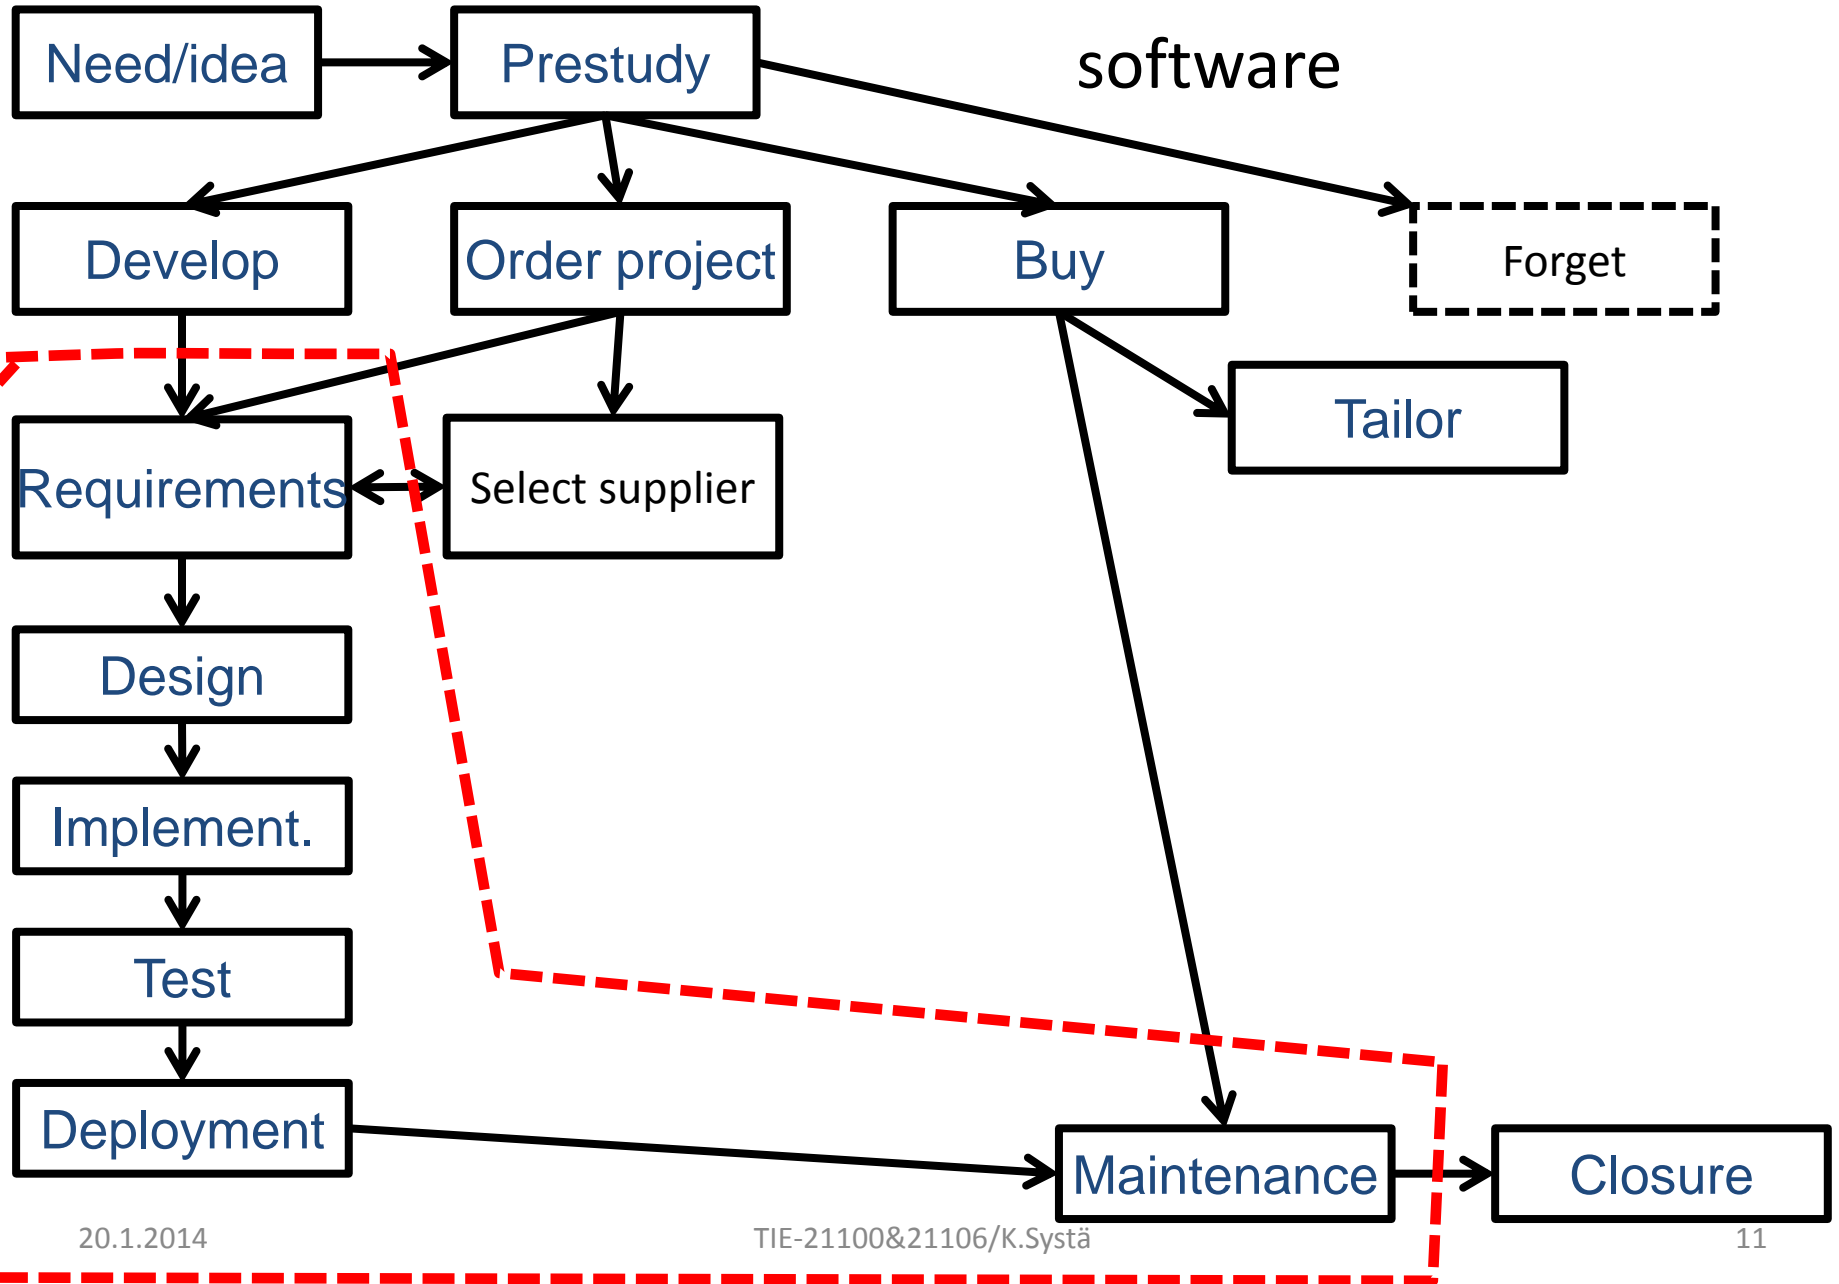 Need/idea
Prestudy
software
Develop
Order project
Buy
Forget
Tailor
Requirements
Select supplier
Design
Implement.
Test
Deployment
Maintenance
Closure
20.1.2014
TIE-21100&21106/K.Systä
11